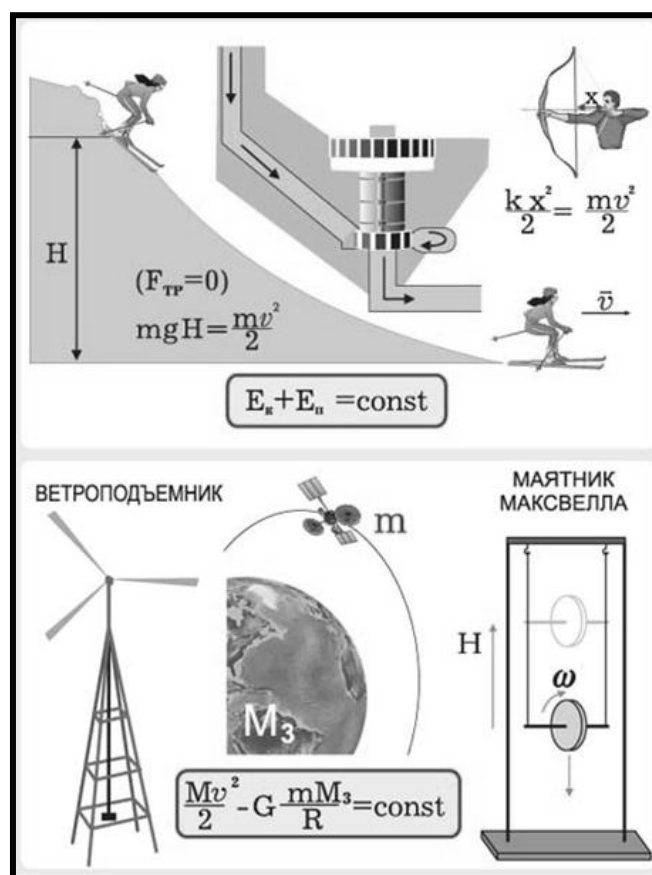 x
kx²/2 = mv²/2
H
(Fтр=0)
mgH = mv²/2
v̄
Eк+Eп =const
ВЕТРОПОДЪЕМНИК
m
МАЯТНИК
МАКСВЕЛЛА
H
ω
M₃
Mv²/2 - G mM₃/R =const